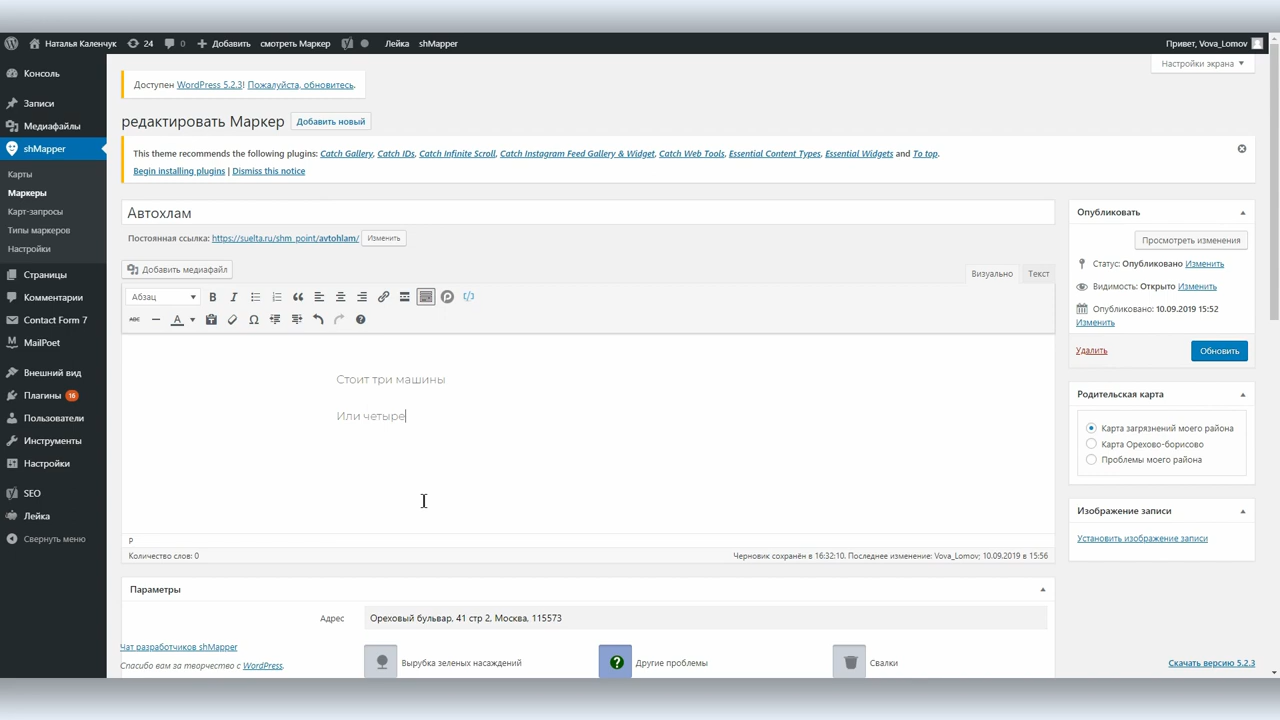 Наталья Каленчук 24 0 Добавить смотреть Маркер Лейка shMapper Привет, Vova_Lomov
Настройки экрана
Консоль
Записи
Медиафайлы
shMapper
Карты
Маркеры
Карт-запросы
Типы маркеров
Настройки
Страницы
Комментарии
Contact Form 7
MailPoet
Внешний вид
Плагины 16
Пользователи
Инструменты
Настройки
SEO
Лейка
Свернуть меню
Доступен WordPress 5.2.3! Пожалуйста, обновитесь.
редактировать Маркер Добавить новый
This theme recommends the following plugins: Catch Gallery, Catch IDs, Catch Infinite Scroll, Catch Instagram Feed Gallery & Widget, Catch Web Tools, Essential Content Types, Essential Widgets and To top.
Begin installing plugins | Dismiss this notice
Автохлам
Постоянная ссылка: https://suelta.ru/shm_point/avtohlam/ Изменить
Добавить медиафайл
Визуально Текст
Абзац B I
ABC A
Стоит три машины
Или четыре
P
Количество слов: 0
Черновик сохранён в 16:32:10. Последнее изменение: Vova_Lomov; 10.09.2019 в 15:56
Параметры
Адрес Ореховый бульвар, 41 стр 2, Москва, 115573
Вырубка зеленых насаждений Другие проблемы Свалки
Чат разработчиков shMapper
Спасибо вам за творчество с WordPress.
Опубликовать
Просмотреть изменения
Статус: Опубликовано Изменить
Видимость: Открыто Изменить
Опубликовано: 10.09.2019 15:52
Изменить
Удалить Обновить
Родительская карта
Карта загрязнений моего района
Карта Орехово-борисово
Проблемы моего района
Изображение записи
Установить изображение записи
Скачать версию 5.2.3